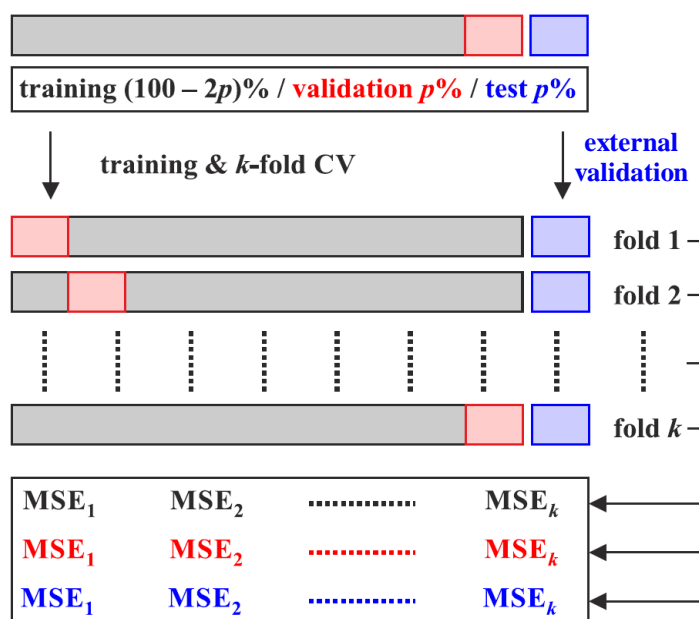 training (100 – 2p)% / validation p% / test p%
training & k-fold CV
external
validation
fold 1
fold 2
fold k
MSE₁ MSE₂ MSEₖ
MSE₁ MSE₂ MSEₖ
MSE₁ MSE₂ MSEₖ